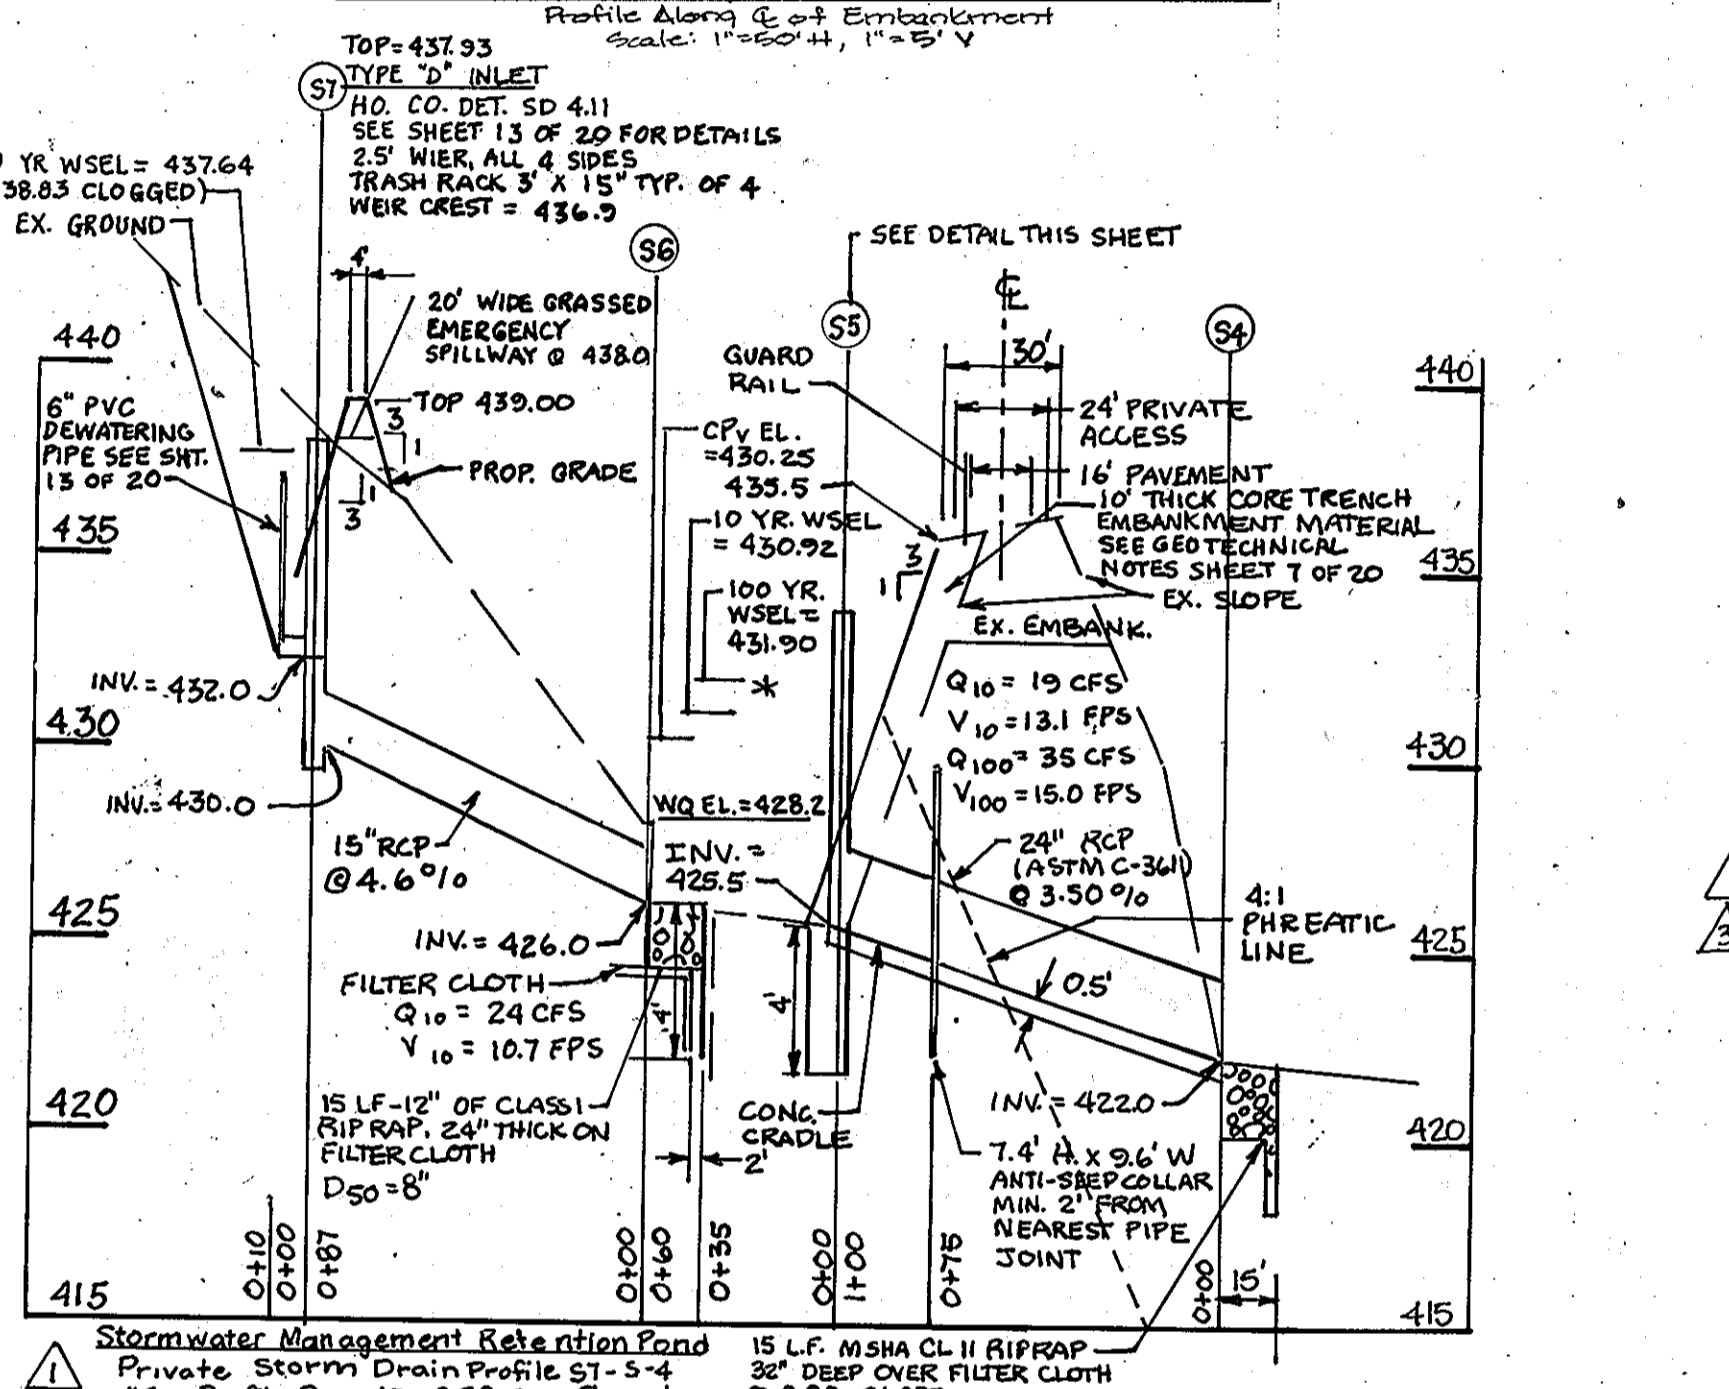 Profile Along ℄ of Embankment
Scale: 1"=50' H, 1"=5' V
TOP=437.93
S7
TYPE "D" INLET
HO. CO. DET. SD 4.11
SEE SHEET 13 OF 20 FOR DETAILS
2.5' WIER, ALL 4 SIDES
TRASH RACK 3' X 15" TYP. OF 4
WEIR CREST = 436.9
YR WSEL = 437.64
38.83 CLOGGED)
EX. GROUND
4'
20' WIDE GRASSED
EMERGENCY
SPILLWAY @ 438.0
TOP 439.00
3
1
PROP. GRADE
1
3
S6
SEE DETAIL THIS SHEET
S5
℄
S4
30'
GUARD
RAIL
24' PRIVATE
ACCESS
16' PAVEMENT
10' THICK CORE TRENCH
EMBANKMENT MATERIAL
SEE GEOTECHNICAL
NOTES SHEET 7 OF 20
EX. SLOPE
440
435
430
425
420
415
440
435
430
425
420
415
6" PVC
DEWATERING
PIPE SEE SHT.
13 OF 20
CPv EL.
=430.25
435.5
10 YR. WSEL
= 430.92
100 YR.
WSEL=
431.90
*
3
1
EX. EMBANK.
Q10 = 19 CFS
V10 = 13.1 FPS
Q100= 35 CFS
V100 = 15.0 FPS
INV. = 432.0
INV.= 430.0
WQ EL.=428.2
15" RCP
@ 4.6%
INV. =
425.5
24" RCP
(ASTM C-361)
@ 3.50%
4:1
PHREATIC
LINE
INV. = 426.0
FILTER CLOTH
Q10 = 24 CFS
V10 = 10.7 FPS
4'
4'
0.5'
15 LF-12" OF CLASS I
RIP RAP, 24" THICK ON
FILTER CLOTH
D50 = 8"
2'
CONC.
CRADLE
INV. = 422.0
7.4' H. x 9.6' W
ANTI-SEEP COLLAR
MIN. 2' FROM
NEAREST PIPE
JOINT
0+10
0+00
0+87
0+00
0+60
0+35
0+00
1+00
0+75
0+00
15'
Stormwater Management Retention Pond
1
Private Storm Drain Profile S7-S-4
15 L.F. MSHA CL II RIPRAP
32" DEEP OVER FILTER CLOTH
3